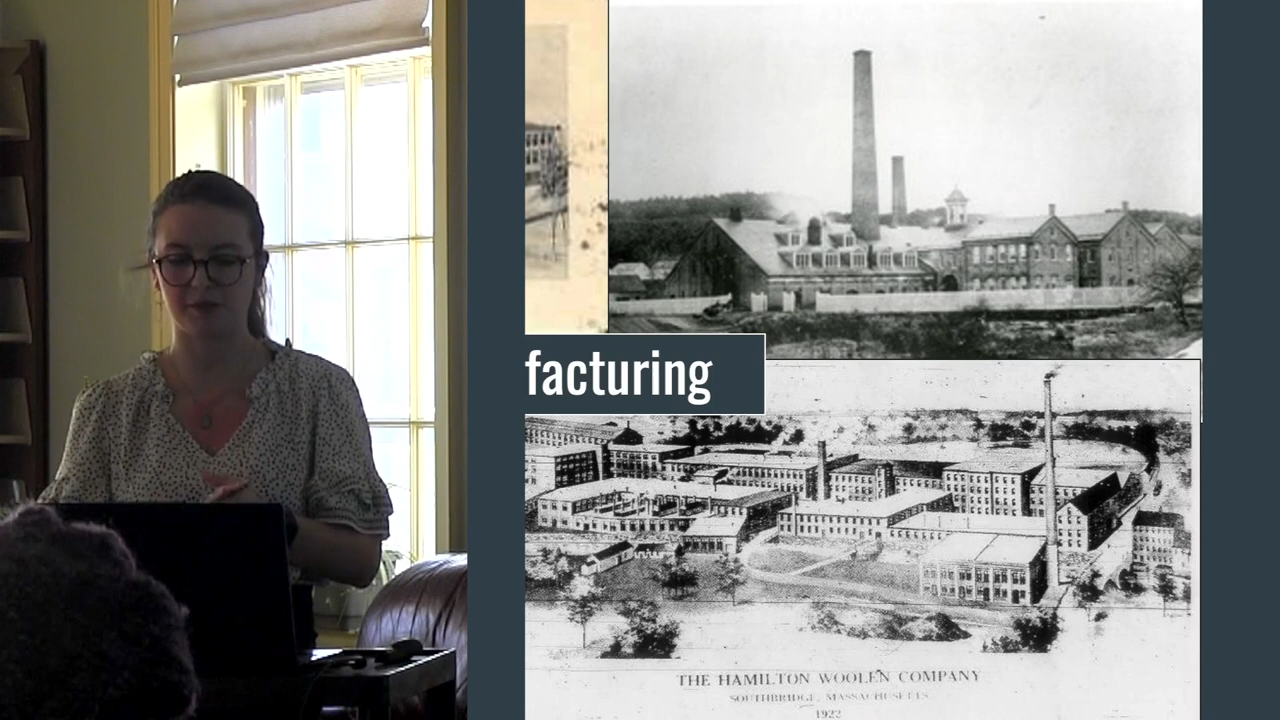 facturing
THE HAMILTON WOOLEN COMPANY
SOUTHBRIDGE, MASSACHUSETTS
1922